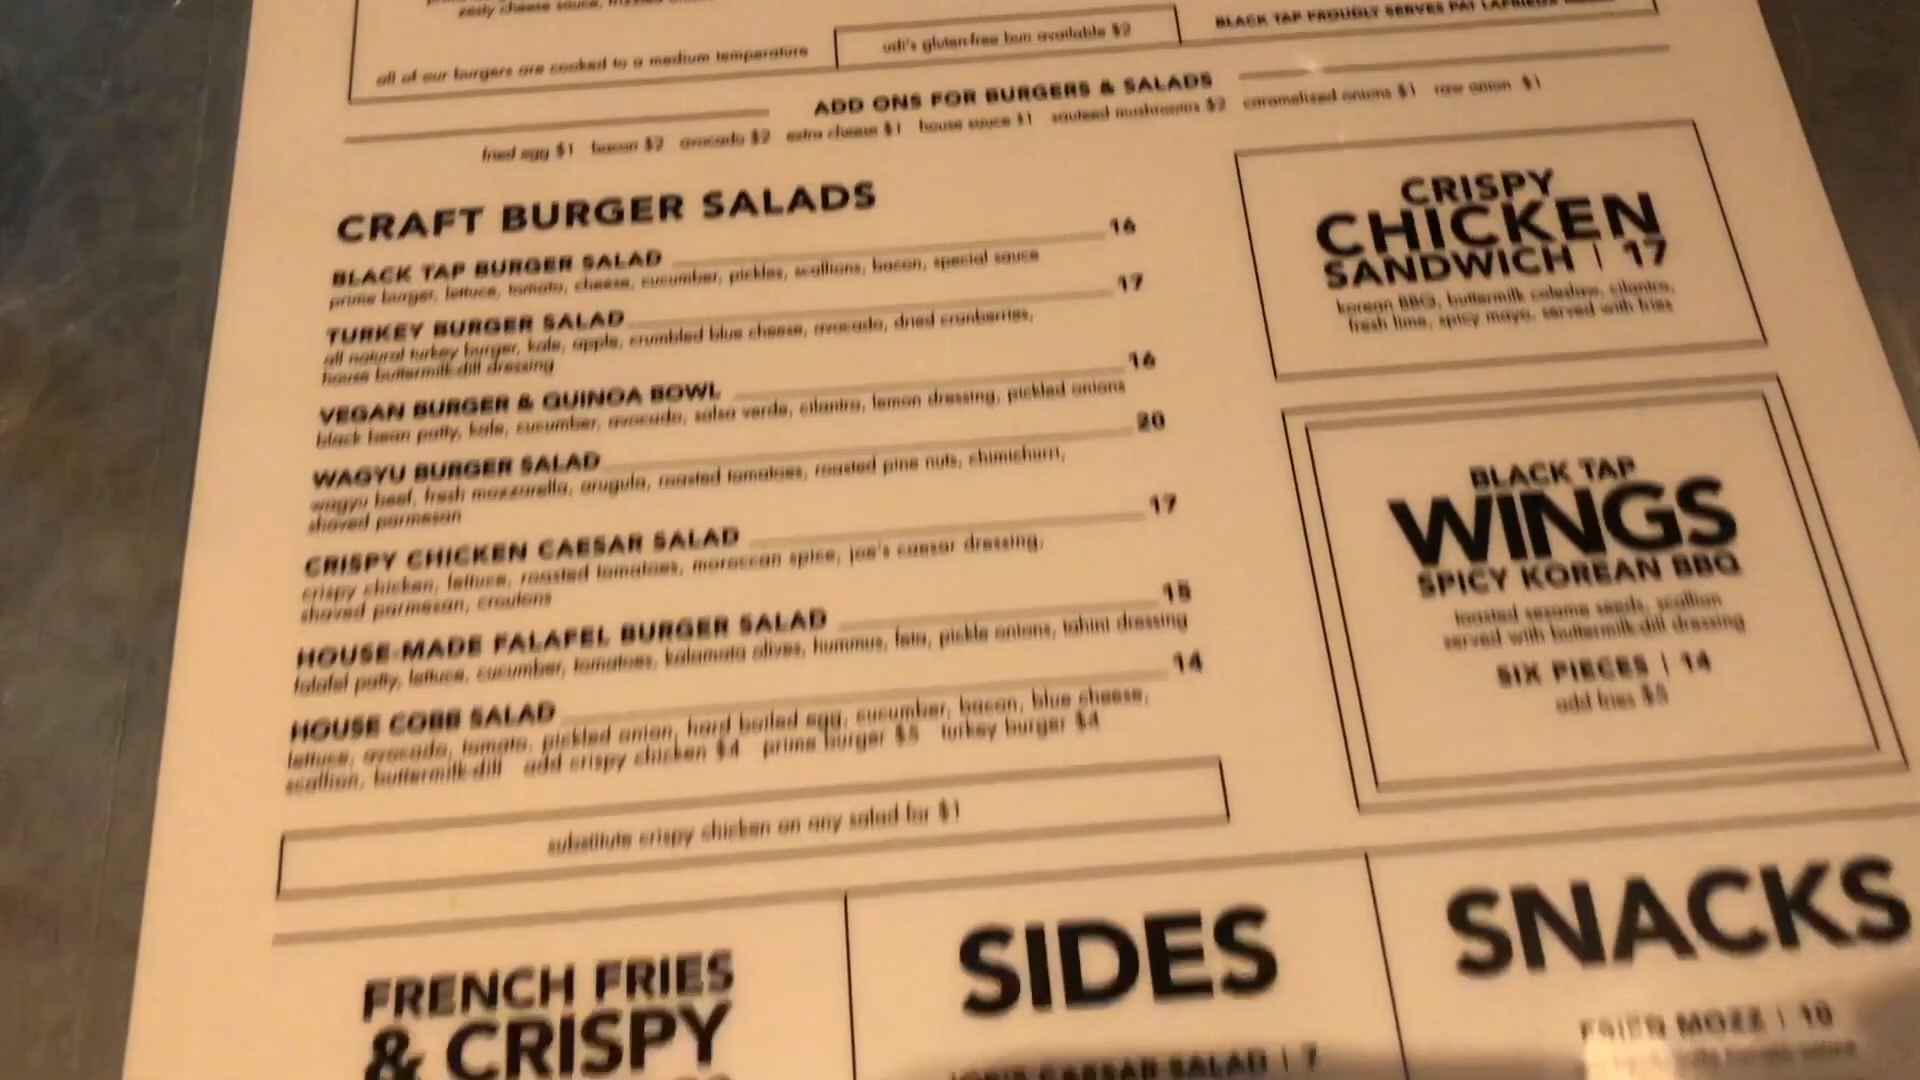 zesty cheese sauce,
all of our burgers are cooked to a medium temperature
udi's gluten-free bun available $2
BLACK TAP PROUDLY SERVES PAT LAFRIEDA
ADD ONS FOR BURGERS & SALADS
fried egg $1 bacon $2 avocado $2 extra cheese $1 house sauce $1 sauteed mushrooms $2 caramelized onions $1 raw onion $1
CRAFT BURGER SALADS
BLACK TAP BURGER SALAD 16
prime burger, lettuce, tomato, cheese, cucumber, pickles, scallions, bacon, special sauce
TURKEY BURGER SALAD 17
all natural turkey burger, kale, apple, crumbled blue cheese, avocado, dried cranberries,
house buttermilk-dill dressing
VEGAN BURGER & QUINOA BOWL 16
black bean patty, kale, cucumber, avocado, salsa verde, cilantro, lemon dressing, pickled onions
WAGYU BURGER SALAD 20
wagyu beef, fresh mozzarella, arugula, roasted tomatoes, roasted pine nuts, chimichurri,
shaved parmesan
CRISPY CHICKEN CAESAR SALAD 17
crispy chicken, lettuce, roasted tomatoes, moroccan spice, joe's caesar dressing,
shaved parmesan, croutons
HOUSE-MADE FALAFEL BURGER SALAD 15
falafel patty, lettuce, cucumber, tomatoes, kalamata olives, hummus, feta, pickle onions, tahini dressing
HOUSE COBB SALAD 14
lettuce, avocado, tomato, pickled onion, hard boiled egg, cucumber, bacon, blue cheese,
scallion, buttermilk-dill add crispy chicken $4 prime burger $5 turkey burger $4
substitute crispy chicken on any salad for $1
CRISPY
CHICKEN
SANDWICH | 17
korean BBQ, buttermilk coleslaw, cilantro,
fresh lime, spicy mayo, served with fries
BLACK TAP
WINGS
SPICY KOREAN BBQ
toasted sesame seeds, scallion
served with buttermilk-dill dressing
SIX PIECES | 14
add fries $5
FRENCH FRIES
& CRISPY
SIDES
JOE'S CAESAR SALAD | 7
SNACKS
FRIED MOZZ | 10